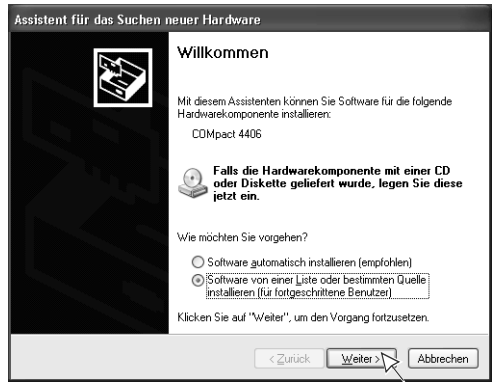 Assistent für das Suchen neuer Hardware
Willkommen
Mit diesem Assistenten können Sie Software für die folgende
Hardwarekomponente installieren:
COMpact 4406
Falls die Hardwarekomponente mit einer CD
oder Diskette geliefert wurde, legen Sie diese
jetzt ein.
Wie möchten Sie vorgehen?
Software automatisch installieren (empfohlen)
Software von einer Liste oder bestimmten Quelle
installieren (für fortgeschrittene Benutzer)
Klicken Sie auf "Weiter", um den Vorgang fortzusetzen.
< Zurück Weiter > Abbrechen